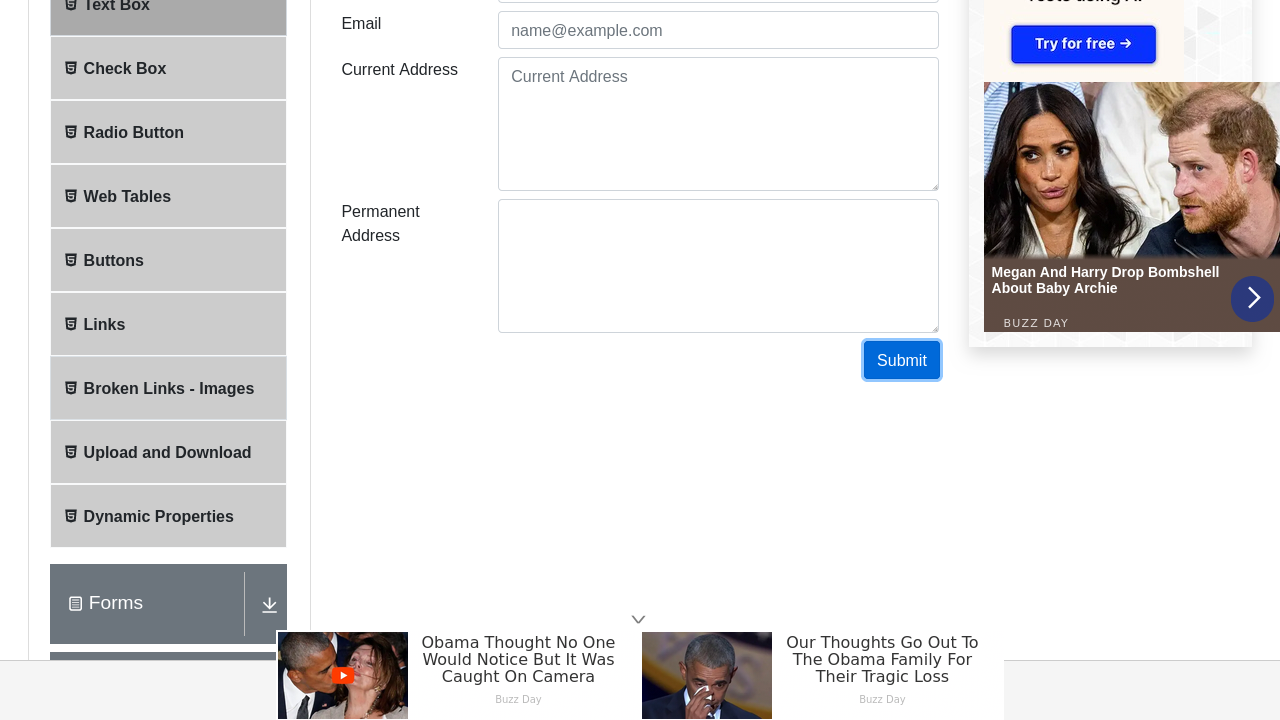 Text Box
Check Box
Radio Button
Web Tables
Buttons
Links
Broken Links - Images
Upload and Download
Dynamic Properties
Forms
Email
name@example.com
Current Address
Current Address
Permanent
Address
Submit
Try for free →
Megan And Harry Drop Bombshell
About Baby Archie
BUZZ DAY
Obama Thought No One
Would Notice But It Was
Caught On Camera
Buzz Day
Our Thoughts Go Out To
The Obama Family For
Their Tragic Loss
Buzz Day